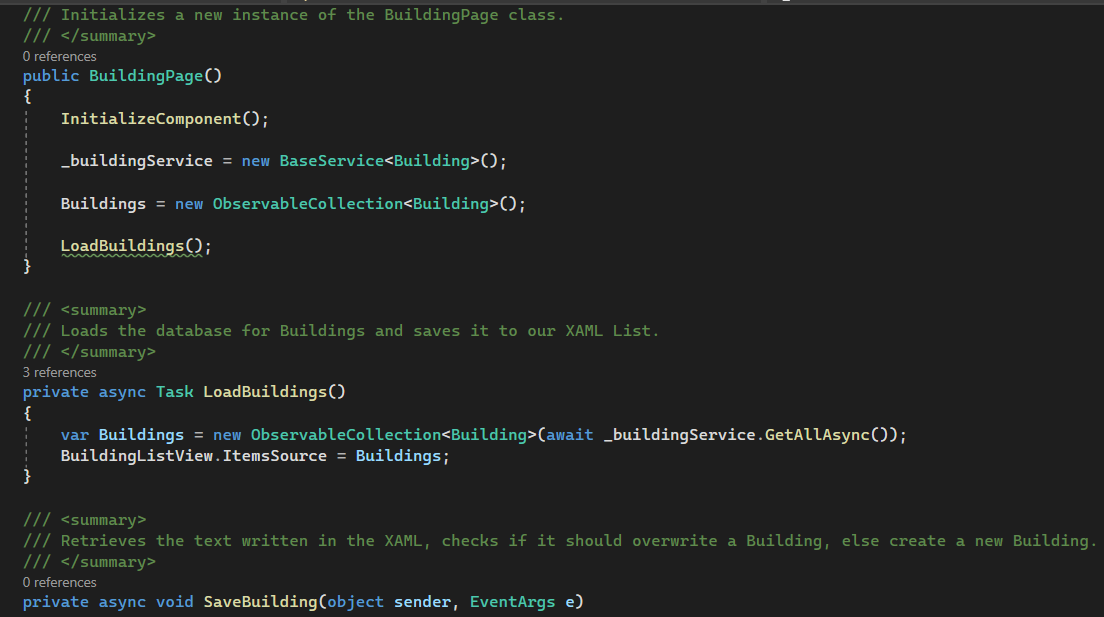 /// Initializes a new instance of the BuildingPage class.
/// </summary>
0 references
public BuildingPage()
{
InitializeComponent();
_buildingService = new BaseService<Building>();
Buildings = new ObservableCollection<Building>();
LoadBuildings();
}
/// <summary>
/// Loads the database for Buildings and saves it to our XAML List.
/// </summary>
3 references
private async Task LoadBuildings()
{
var Buildings = new ObservableCollection<Building>(await _buildingService.GetAllAsync());
BuildingListView.ItemsSource = Buildings;
}
/// <summary>
/// Retrieves the text written in the XAML, checks if it should overwrite a Building, else create a new Building.
/// </summary>
0 references
private async void SaveBuilding(object sender, EventArgs e)